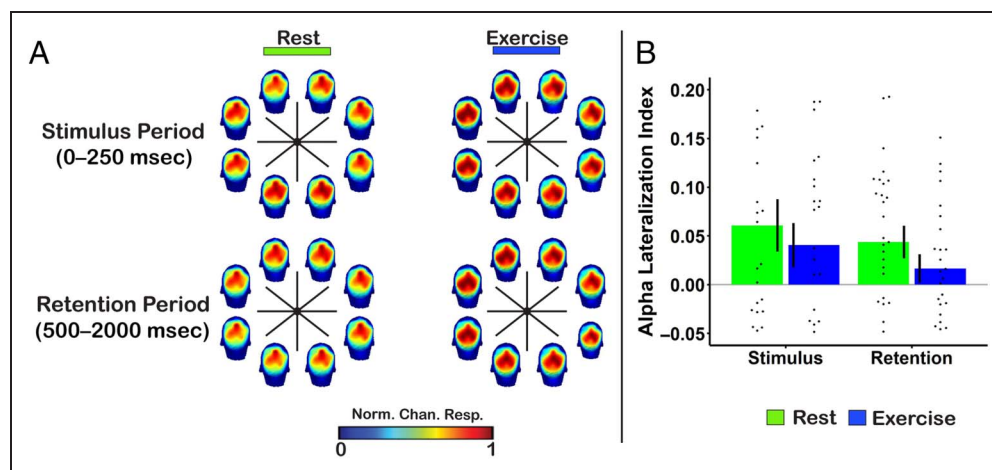 A
Rest
Exercise
Stimulus Period
(0–250 msec)
Retention Period
(500–2000 msec)
Norm. Chan. Resp.
0
1
B
Alpha Lateralization Index
0.20
0.15
0.10
0.05
0.00
−0.05
Stimulus
Retention
Rest
Exercise